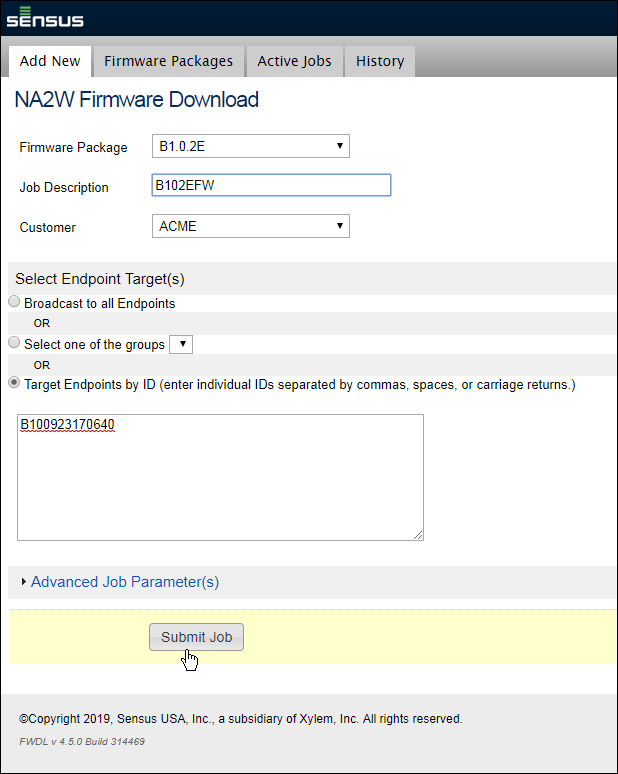 SENSUS
Add New Firmware Packages Active Jobs History
NA2W Firmware Download
Firmware Package B1.0.2E
Job Description B102EFW
Customer ACME
Select Endpoint Target(s)
Broadcast to all Endpoints
OR
Select one of the groups
OR
Target Endpoints by ID (enter individual IDs separated by commas, spaces, or carriage returns.)
B100923170640
Advanced Job Parameter(s)
Submit Job
©Copyright 2019, Sensus USA, Inc., a subsidiary of Xylem, Inc. All rights reserved.
FWDL v 4.5.0 Build 314469